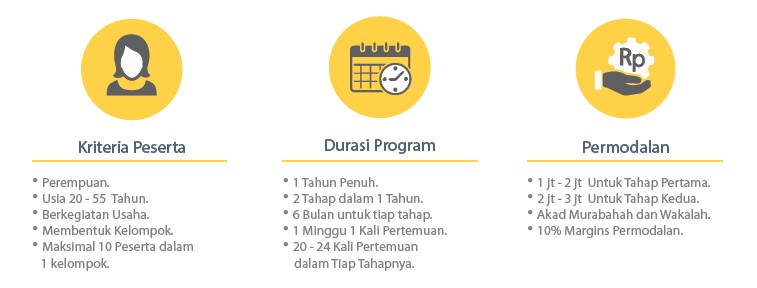 Rp
Kriteria Peserta
• Perempuan.
• Usia 20 - 55 Tahun.
• Berkegiatan Usaha.
• Membentuk Kelompok.
• Maksimal 10 Peserta dalam
1 kelompok.
Durasi Program
• 1 Tahun Penuh.
• 2 Tahap dalam 1 Tahun.
• 6 Bulan untuk tiap tahap.
• 1 Minggu 1 Kali Pertemuan.
• 20 - 24 Kali Pertemuan
dalam Tiap Tahapnya.
Permodalan
• 1 Jt - 2 Jt Untuk Tahap Pertama.
• 2 Jt - 3 Jt Untuk Tahap Kedua.
• Akad Murabahah dan Wakalah.
• 10% Margins Permodalan.